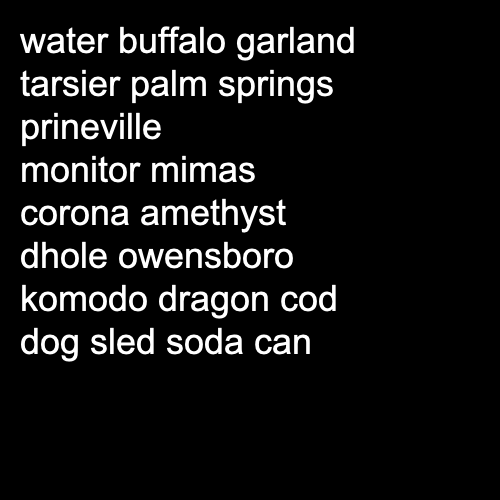 water buffalo garland
tarsier palm springs
prineville
monitor mimas
corona amethyst
dhole owensboro
komodo dragon cod
dog sled soda can